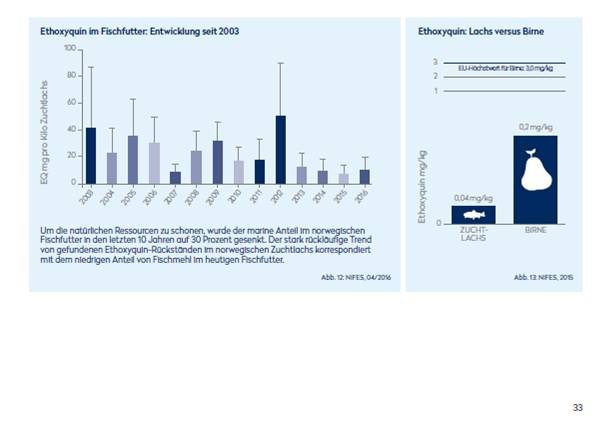 Ethoxyquin im Fischfutter: Entwicklung seit 2003
EQ mg pro Kilo Zuchtlachs
100
80
60
40
20
0
2003
2004
2005
2006
2007
2008
2009
2010
2011
2012
2013
2014
2015
2016
Um die natürlichen Ressourcen zu schonen, wurde der marine Anteil im norwegischen
Fischfutter in den letzten 10 Jahren auf 30 Prozent gesenkt. Der stark rückläufige Trend
von gefundenen Ethoxyquin-Rückständen im norwegischen Zuchtlachs korrespondiert
mit dem niedrigen Anteil von Fischmehl im heutigen Fischfutter.
Abb. 12: NIFES, 04/2016
Ethoxyquin: Lachs versus Birne
Ethoxyquin mg/kg
3
EU-Höchstwert für Birne: 3,0 mg/kg
2
1
0,2 mg/kg
0,04 mg/kg
0
ZUCHT-
LACHS
BIRNE
Abb. 13: NIFES, 2015
33